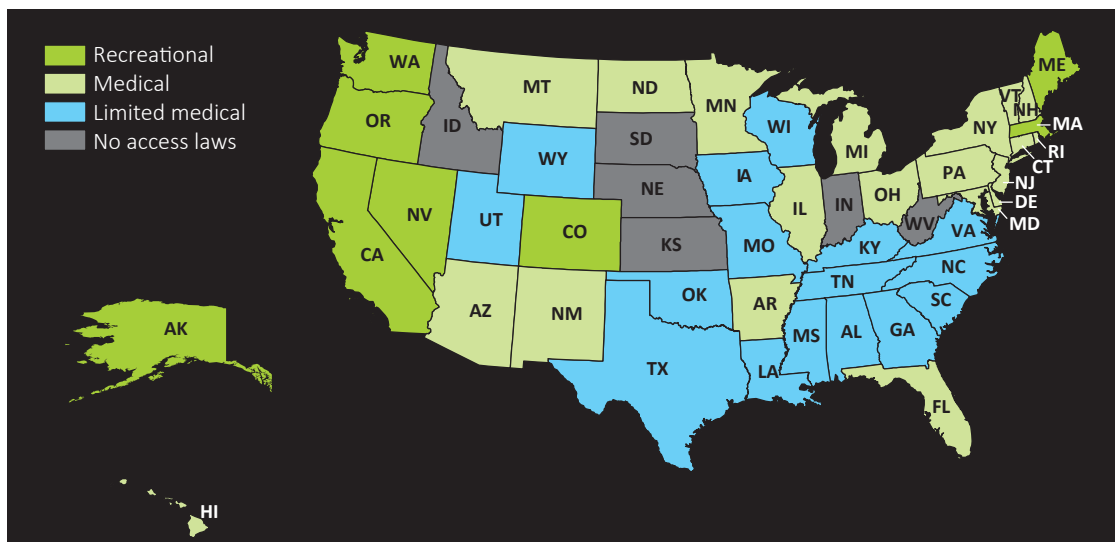 Recreational
Medical
Limited medical
No access laws
WA
OR
CA
NV
ID
MT
WY
UT
CO
AZ
NM
ND
SD
NE
KS
OK
TX
MN
IA
MO
AR
LA
WI
IL
MI
IN
OH
KY
TN
MS
AL
GA
FL
SC
NC
VA
WV
PA
NY
VT
NH
ME
MA
RI
CT
NJ
DE
MD
AK
HI